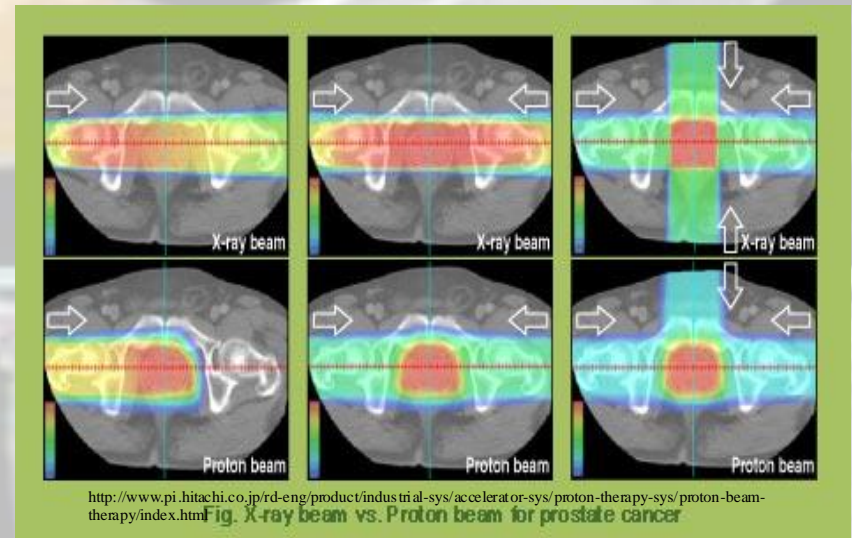 X-ray beam
X-ray beam
X-ray beam
Proton beam
Proton beam
Proton beam
http://www.pi.hitachi.co.jp/rd-eng/product/industrial-sys/accelerator-sys/proton-therapy-sys/proton-beam-
therapy/index.html
Fig. X-ray beam vs. Proton beam for prostate cancer